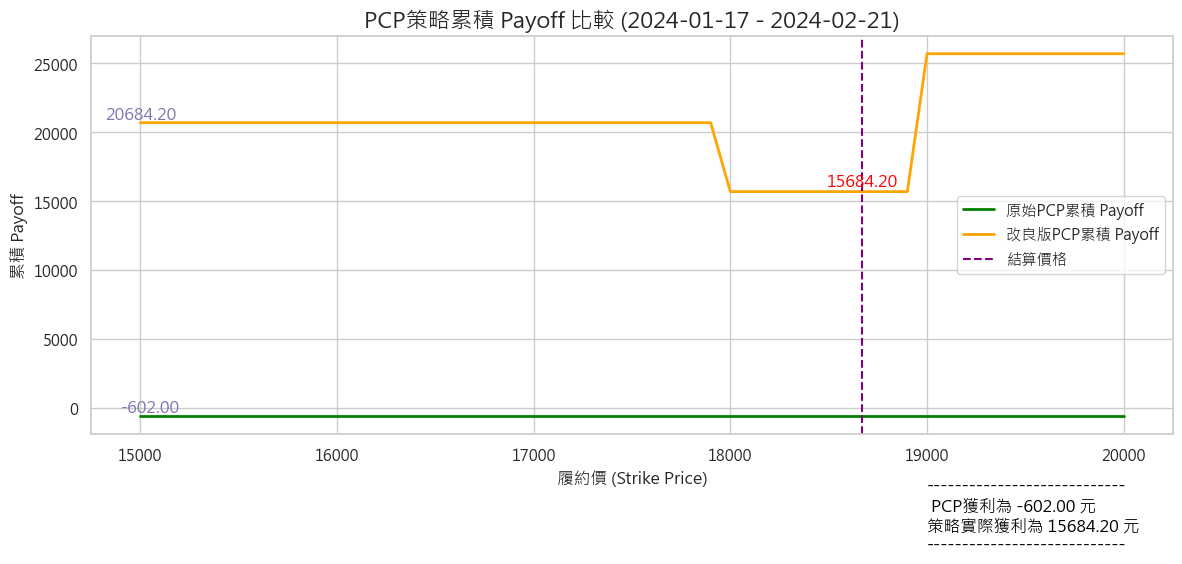 PCP策略累積 Payoff 比較 (2024-01-17 - 2024-02-21)
累積 Payoff
25000
20000
15000
10000
5000
0
20684.20
15684.20
-602.00
原始PCP累積 Payoff
改良版PCP累積 Payoff
結算價格
15000 16000 17000 18000 19000 20000
履約價 (Strike Price)
----------------------------
PCP獲利為 -602.00 元
策略實際獲利為 15684.20 元
----------------------------